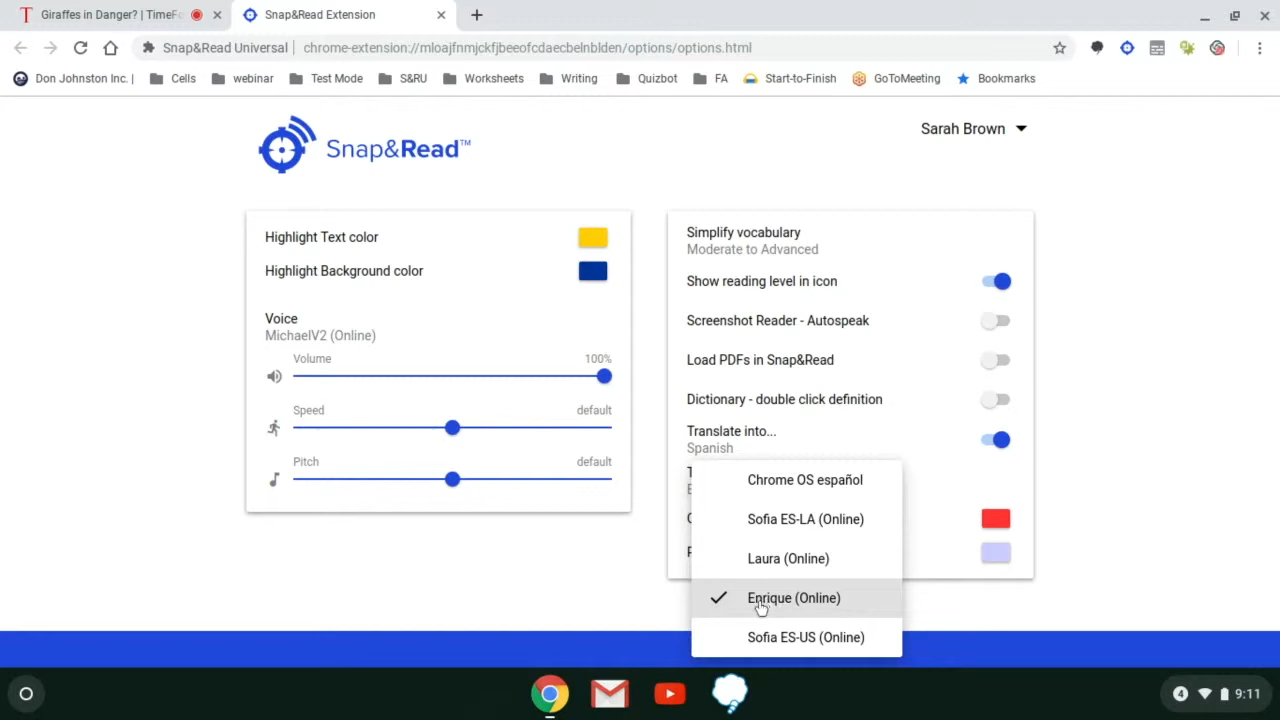 Giraffes in Danger? | TimeFo
Snap&Read Extension
Snap&Read Universal
chrome-extension://mloajfnmjckfjbeeofcdaecbelnblden/options/options.html
Don Johnston Inc. |
Cells
webinar
Test Mode
S&RU
Worksheets
Writing
Quizbot
FA
Start-to-Finish
GoToMeeting
Bookmarks
Snap&Read™
Sarah Brown
Highlight Text color
Highlight Background color
Voice
MichaelV2 (Online)
Volume 100%
Speed default
Pitch default
Simplify vocabulary
Moderate to Advanced
Show reading level in icon
Screenshot Reader - Autospeak
Load PDFs in Snap&Read
Dictionary - double click definition
Translate into...
Spanish
Chrome OS español
Sofia ES-LA (Online)
Laura (Online)
Enrique (Online)
Sofia ES-US (Online)
4 9:11